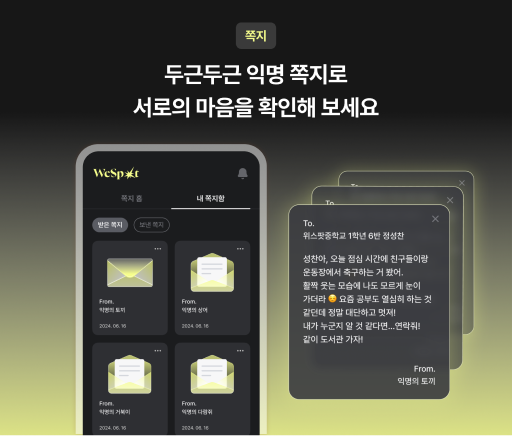 쪽지
두근두근 익명 쪽지로
서로의 마음을 확인해 보세요
WeSpot
쪽지 홈
내 쪽지함
받은 쪽지
보낸 쪽지
From.
익명의 토끼
2024. 06. 16
From.
익명의 상어
2024. 06. 16
From.
익명의 거북이
2024. 06. 16
From.
익명의 다람쥐
2024. 06. 16
To.
To.
위스팟중학교 1학년 6반 정성찬
성찬아, 오늘 점심 시간에 친구들이랑
운동장에서 축구하는 거 봤어.
활짝 웃는 모습에 나도 모르게 눈이
가더라 😊 요즘 공부도 열심히 하는 것
같던데 정말 대단하고 멋져!
내가 누군지 알 것 같다면...연락줘!
같이 도서관 가자!
From.
익명의 토끼